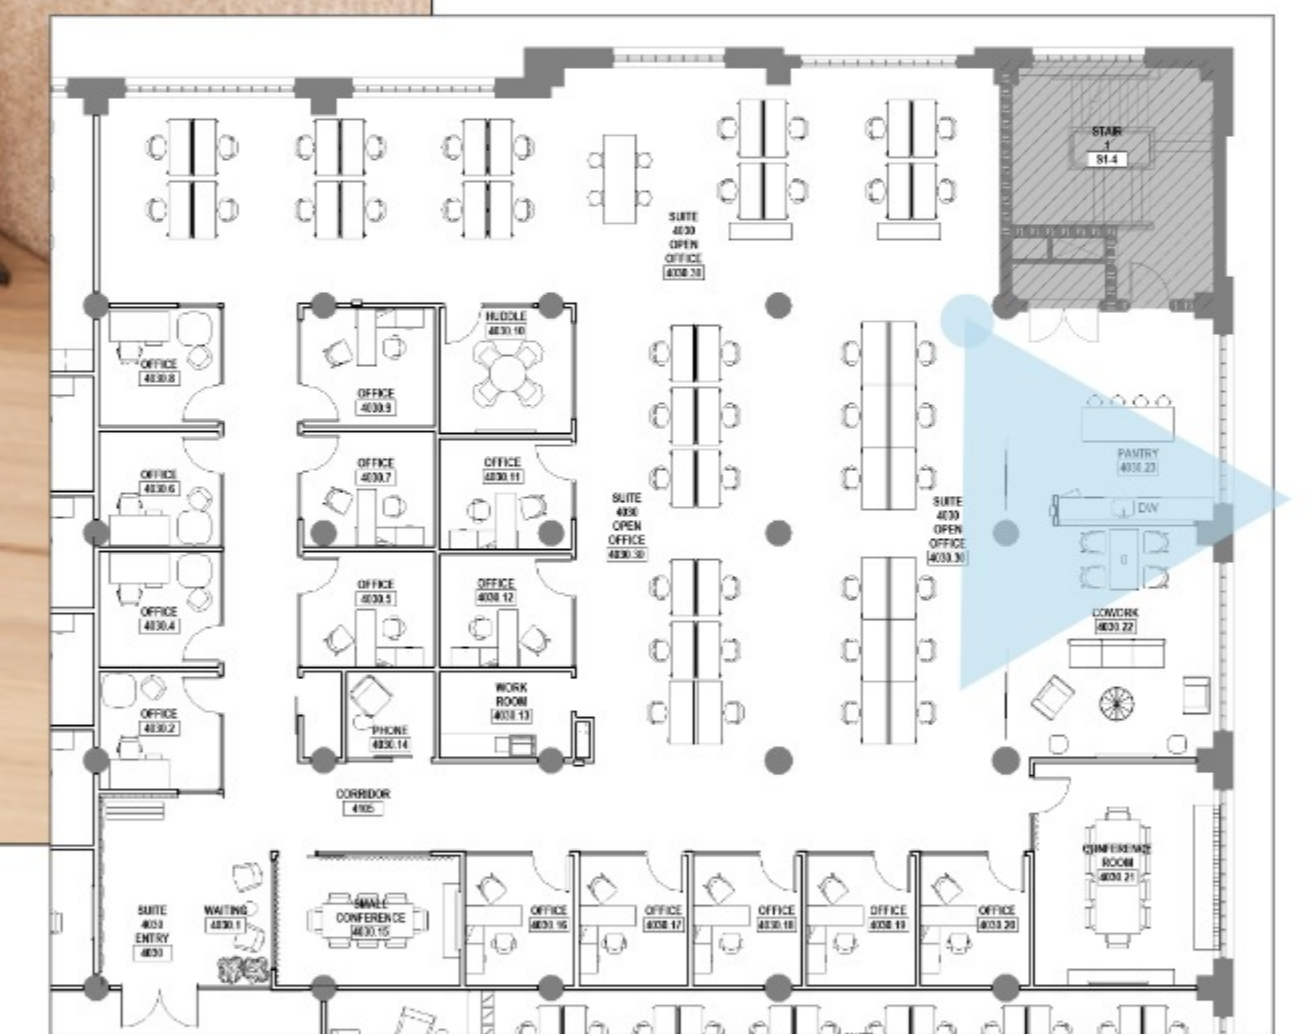 STAIR
1
S1-4
SUITE
4030
OPEN
OFFICE
4030.30
HUDDLE
4030.10
OFFICE
4030.8
OFFICE
4030.9
OFFICE
4030.6
OFFICE
4030.7
OFFICE
4030.11
PANTRY
4030.23
DW
SUITE
4030
OPEN
OFFICE
4030.30
SUITE
4030
OPEN
OFFICE
4030.30
OFFICE
4030.4
OFFICE
4030.5
OFFICE
4030.12
COWORK
4030.22
OFFICE
4030.2
PHONE
4030.14
WORK
ROOM
4030.13
CORRIDOR
4105
CONFERENCE
ROOM
4030.21
SUITE
4030
ENTRY
4030
WAITING
4030.1
SMALL
CONFERENCE
4030.15
OFFICE
4030.16
OFFICE
4030.17
OFFICE
4030.18
OFFICE
4030.19
OFFICE
4030.20